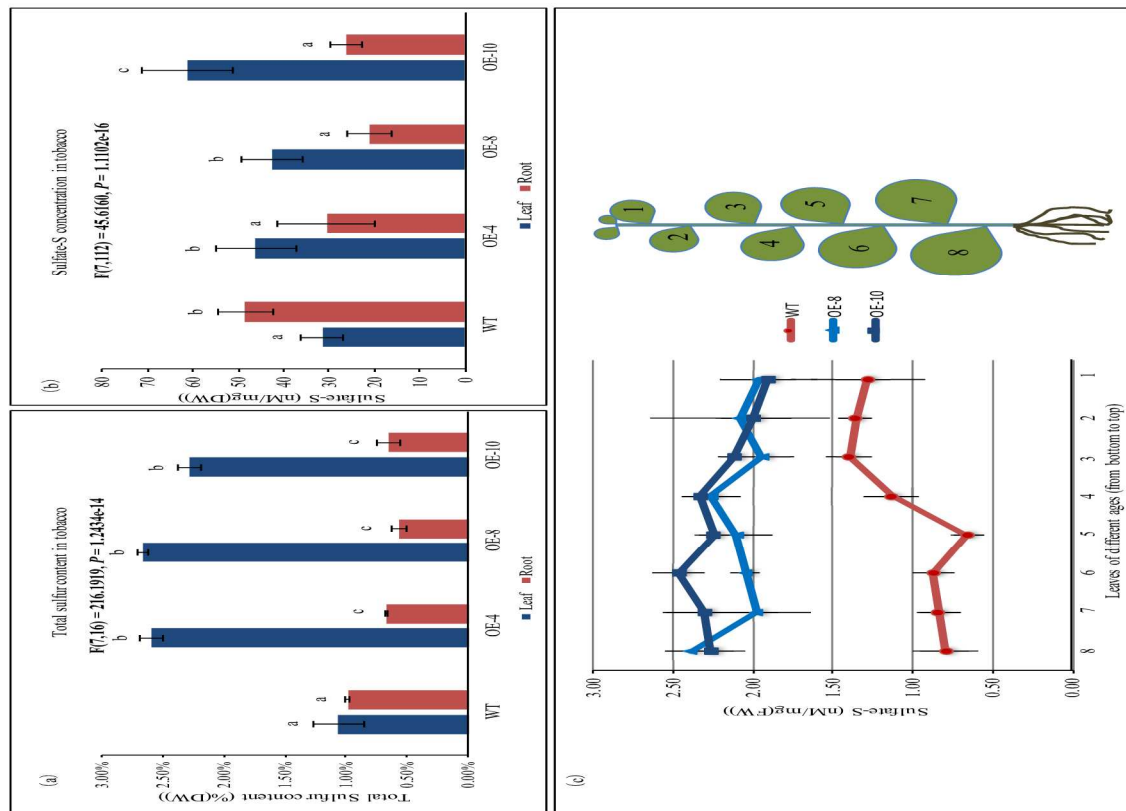 (a)
Total sulfur content in tobacco
F(7,16) = 216.1919, P = 1.2434e-14
Total Sulfur content (%(DW))
3.00%
2.50%
2.00%
1.50%
1.00%
0.50%
0.00%
a
a
b
c
b
c
b
c
WT
OE-4
OE-8
OE-10
Leaf
Root
(b)
Sulfate-S concentration in tobacco
F(7,112) = 45.6160, P = 1.1102e-16
Sulfate-S (nM/mg(DW))
80
70
60
50
40
30
20
10
0
a
b
b
a
b
a
c
a
WT
OE-4
OE-8
OE-10
Leaf
Root
(c)
Sulfate-S (nM/mg(FW))
3.00
2.50
2.00
1.50
1.00
0.50
0.00
8
7
6
5
4
3
2
1
Leaves of different ages (from bottom to top)
WT
OE-8
OE-10
1
2
3
4
5
6
7
8